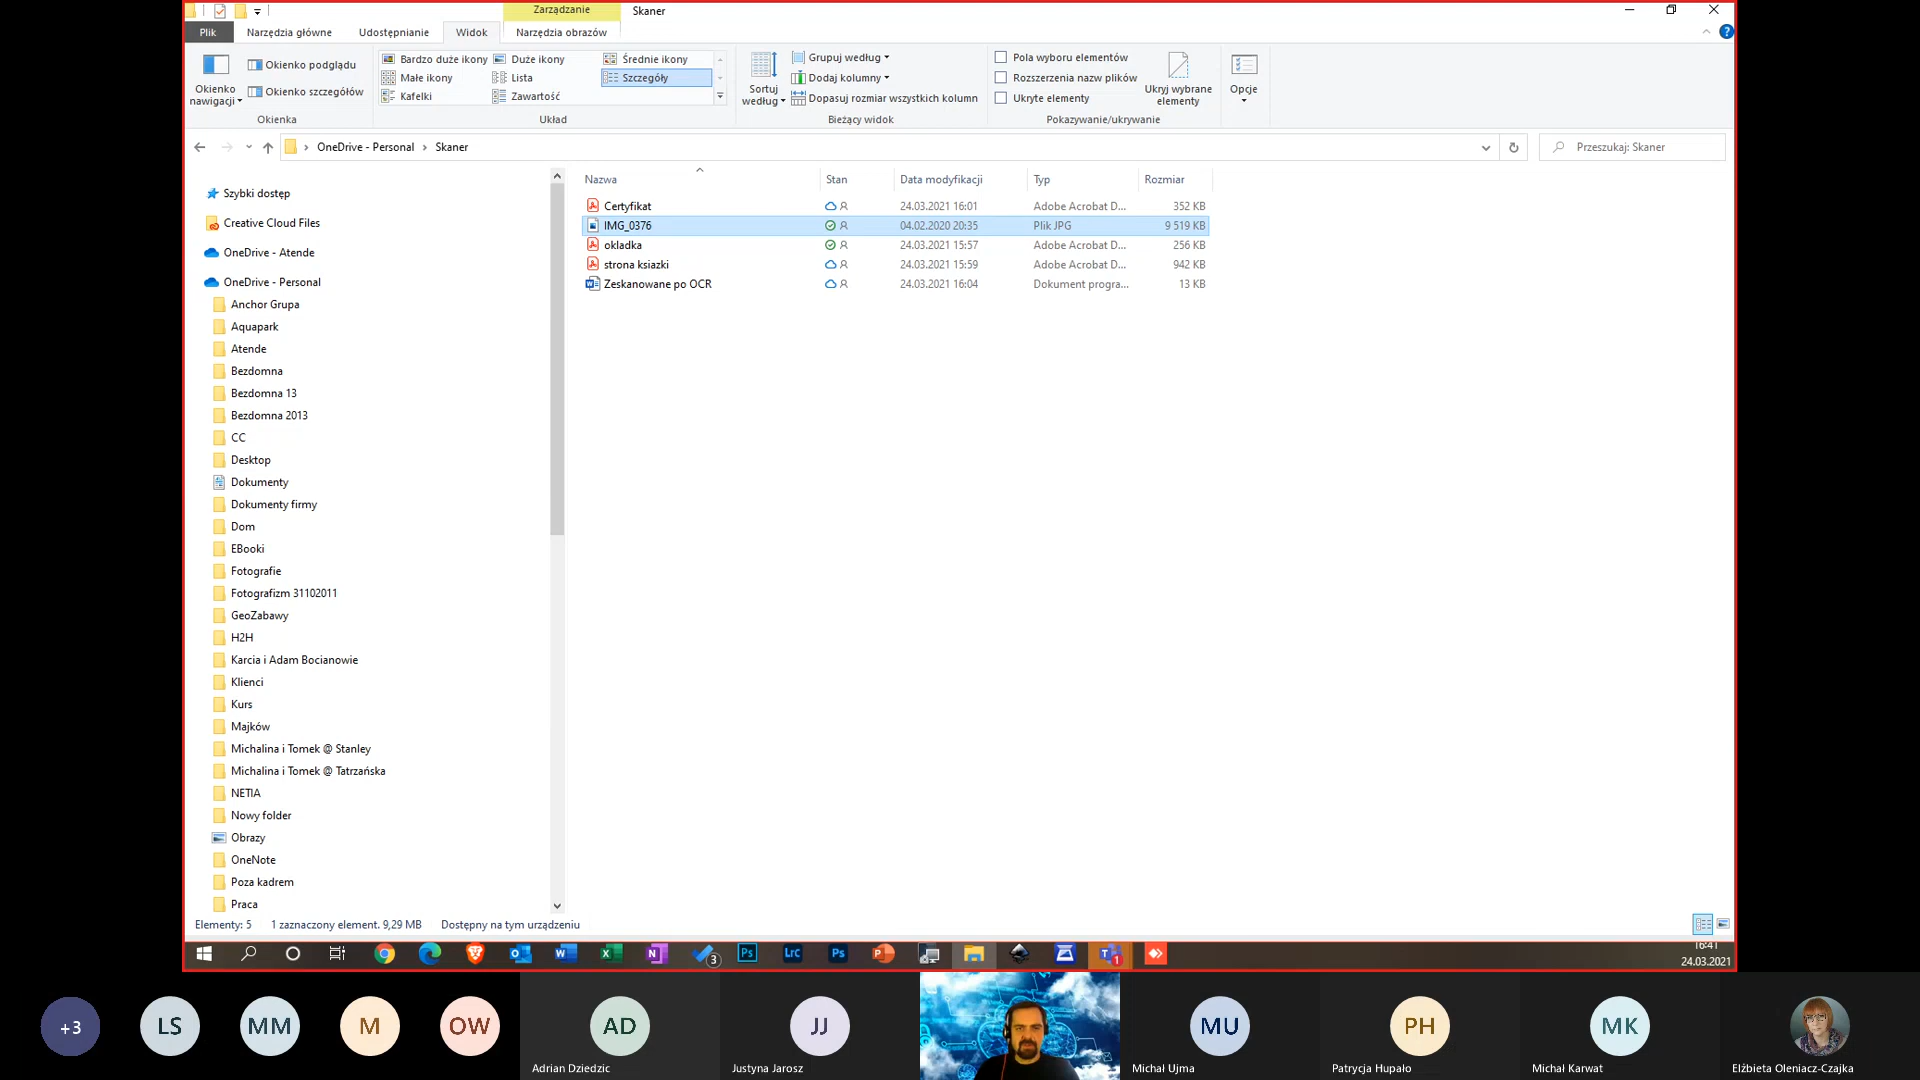 Zarządzanie
Skaner
Plik
Narzędzia główne
Udostępnianie
Widok
Narzędzia obrazów
Okienko nawigacji
Okienko podglądu
Okienko szczegółów
Okienka
Bardzo duże ikony
Duże ikony
Średnie ikony
Małe ikony
Lista
Szczegóły
Kafelki
Zawartość
Układ
Sortuj według
Grupuj według
Dodaj kolumny
Dopasuj rozmiar wszystkich kolumn
Bieżący widok
Pola wyboru elementów
Rozszerzenia nazw plików
Ukryte elementy
Ukryj wybrane elementy
Pokazywanie/ukrywanie
Opcje
OneDrive - Personal › Skaner
Przeszukaj: Skaner
Szybki dostęp
Creative Cloud Files
OneDrive - Atende
OneDrive - Personal
Anchor Grupa
Aquapark
Atende
Bezdomna
Bezdomna 13
Bezdomna 2013
CC
Desktop
Dokumenty
Dokumenty firmy
Dom
EBooki
Fotografie
Fotografizm 31102011
GeoZabawy
H2H
Karcia i Adam Bocianowie
Klienci
Kurs
Majków
Michalina i Tomek @ Stanley
Michalina i Tomek @ Tatrzańska
NETIA
Nowy folder
Obrazy
OneNote
Poza kadrem
Praca
Nazwa Stan Data modyfikacji Typ Rozmiar
Certyfikat 24.03.2021 16:01 Adobe Acrobat D... 352 KB
IMG_0376 04.02.2020 20:35 Plik JPG 9 519 KB
okladka 24.03.2021 15:57 Adobe Acrobat D... 256 KB
strona ksiazki 24.03.2021 15:59 Adobe Acrobat D... 942 KB
Zeskanowane po OCR 24.03.2021 16:04 Dokument progra... 13 KB
Elementy: 5 1 zaznaczony element. 9,29 MB Dostępny na tym urządzeniu
3
Ps
LrC
Ps
1
16:41
24.03.2021
+3
LS
MM
M
OW
AD
JJ
MU
PH
MK
Adrian Dziedzic
Justyna Jarosz
Michał Ujma
Patrycja Hupało
Michał Karwat
Elżbieta Oleniacz-Czajka